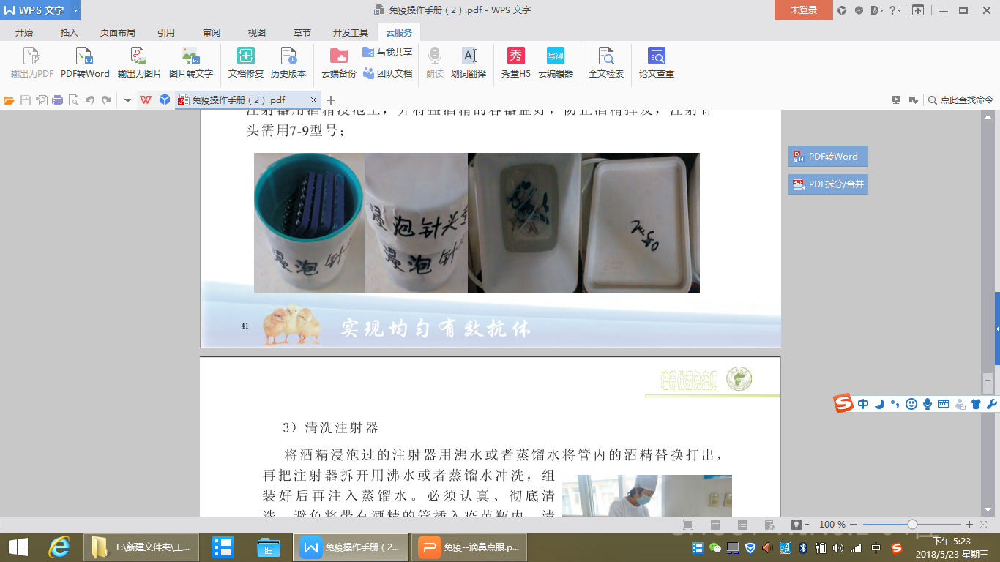 WPS 文字
免疫操作手册（2）.pdf - WPS 文字
未登录
开始 插入 页面布局 引用 审阅 视图 章节 开发工具 云服务
输出为PDF PDF转Word 输出为图片 图片转文字 文档修复 历史版本 云端备份 与我共享 团队文档 朗读 划词翻译 秀堂H5 云编辑器 全文检索 论文查重
秀 写得
免疫操作手册（2）.pdf
点此查找命令
注射器用酒精浸泡上，并将盛酒精的容器盖好，防止酒精挥发，注射针
头需用7-9型号；
浸泡针头
浸泡针
浸泡针
PDF转Word
PDF拆分/合并
41
实现均匀有效抗体
培养优秀免疫师
中
3）清洗注射器
将酒精浸泡过的注射器用沸水或者蒸馏水将管内的酒精替换打出，
再把注射器拆开用沸水或者蒸馏水冲洗，组
装好后再注入蒸馏水。必须认真、彻底清
洗，避免将带有酒精的管插入疫苗瓶内。清
100 %
F:\新建文件夹\工...
免疫操作手册（2...
免疫--滴鼻点眼.p...
中
下午 5:23
2018/5/23 星期三